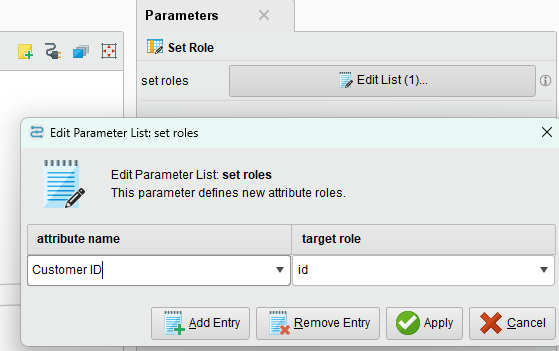 Parameters
Set Role
set roles
Edit List (1)...
Edit Parameter List: set roles
Edit Parameter List: set roles
This parameter defines new attribute roles.
attribute name
target role
Customer ID
id
Add Entry
Remove Entry
Apply
Cancel